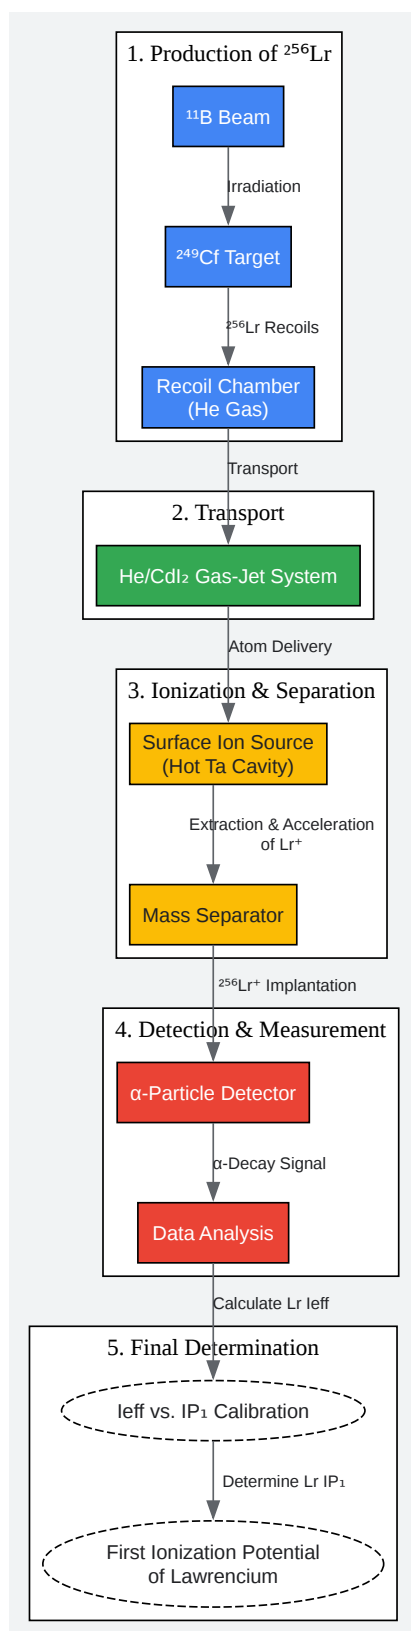 1. Production of ²⁵⁶Lr
¹¹B Beam
Irradiation
²⁴⁹Cf Target
²⁵⁶Lr Recoils
Recoil Chamber
(He Gas)
Transport
2. Transport
He/CdI₂ Gas-Jet System
Atom Delivery
3. Ionization & Separation
Surface Ion Source
(Hot Ta Cavity)
Extraction & Acceleration
of Lr⁺
Mass Separator
²⁵⁶Lr⁺ Implantation
4. Detection & Measurement
α-Particle Detector
α-Decay Signal
Data Analysis
Calculate Lr Ieff
5. Final Determination
Ieff vs. IP₁ Calibration
Determine Lr IP₁
First Ionization Potential
of Lawrencium